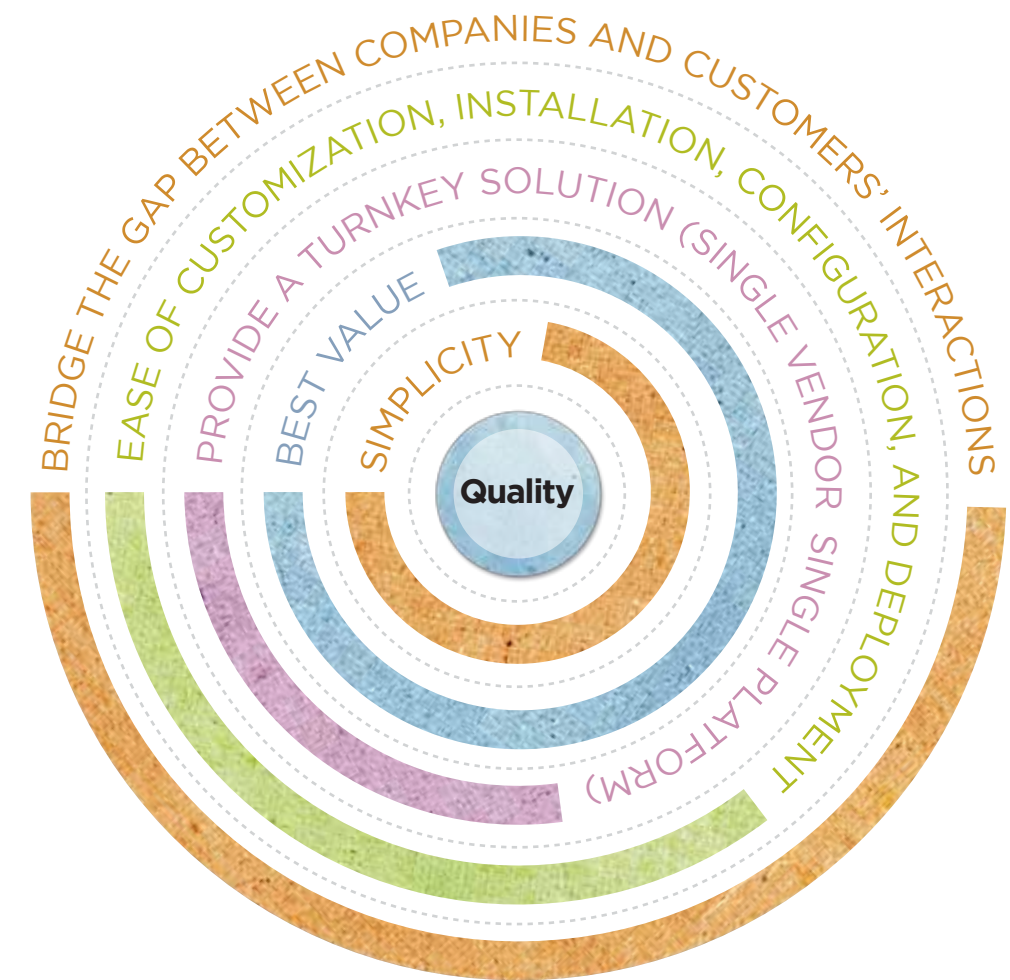 BRIDGE THE GAP BETWEEN COMPANIES AND CUSTOMERS’ INTERACTIONS
EASE OF CUSTOMIZATION, INSTALLATION, CONFIGURATION, AND DEPLOYMENT
PROVIDE A TURNKEY SOLUTION (SINGLE VENDOR SINGLE PLATFORM)
BEST VALUE
SIMPLICITY
Quality